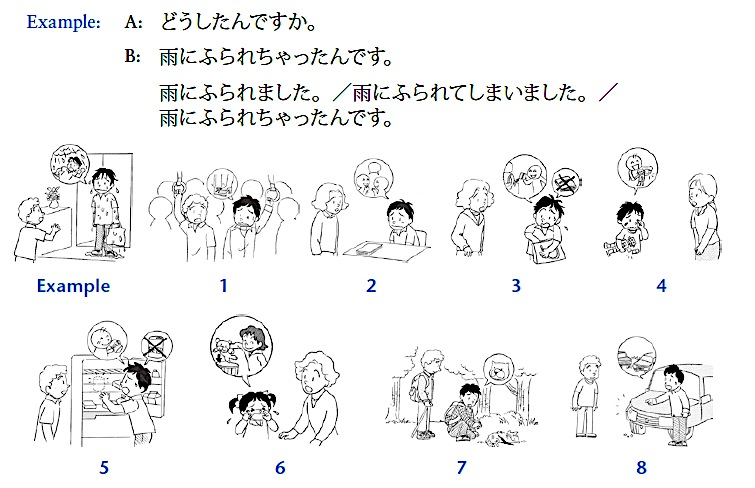 Example: A: どうしたんですか。
B: 雨にふられちゃったんです。
雨にふられました。／雨にふられてしまいました。／
雨にふられちゃったんです。
Example 1 2 3 4
5 6 7 8